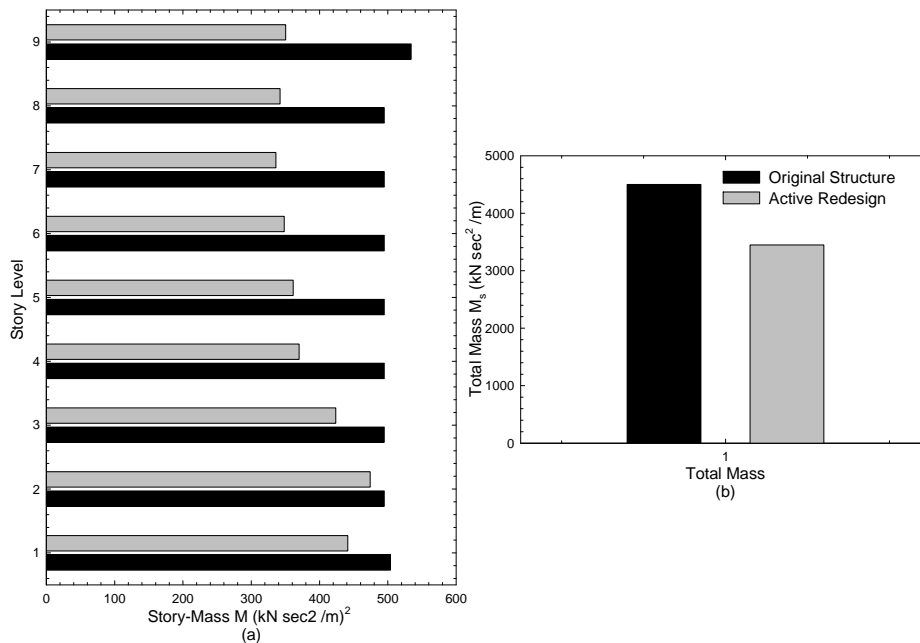 9
8
7
6
5
4
3
2
1
Story Level
0 100 200 300 400 500 600
Story-Mass M (kN sec2 /m)²
(a)
5000
4000
3000
2000
1000
0
Total Mass Mₛ (kN sec² /m)
Original Structure
Active Redesign
1
Total Mass
(b)